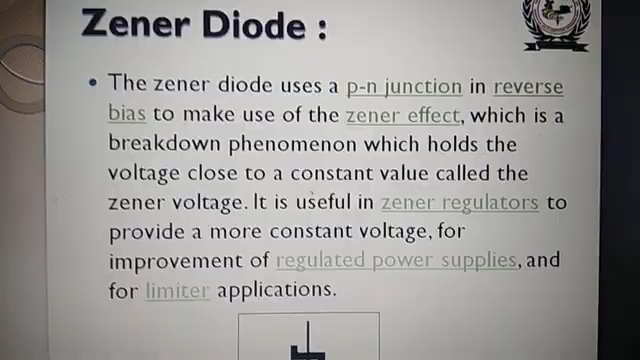 Zener Diode :
• The zener diode uses a p-n junction in reverse
bias to make use of the zener effect, which is a
breakdown phenomenon which holds the
voltage close to a constant value called the
zener voltage. It is useful in zener regulators to
provide a more constant voltage, for
improvement of regulated power supplies, and
for limiter applications.